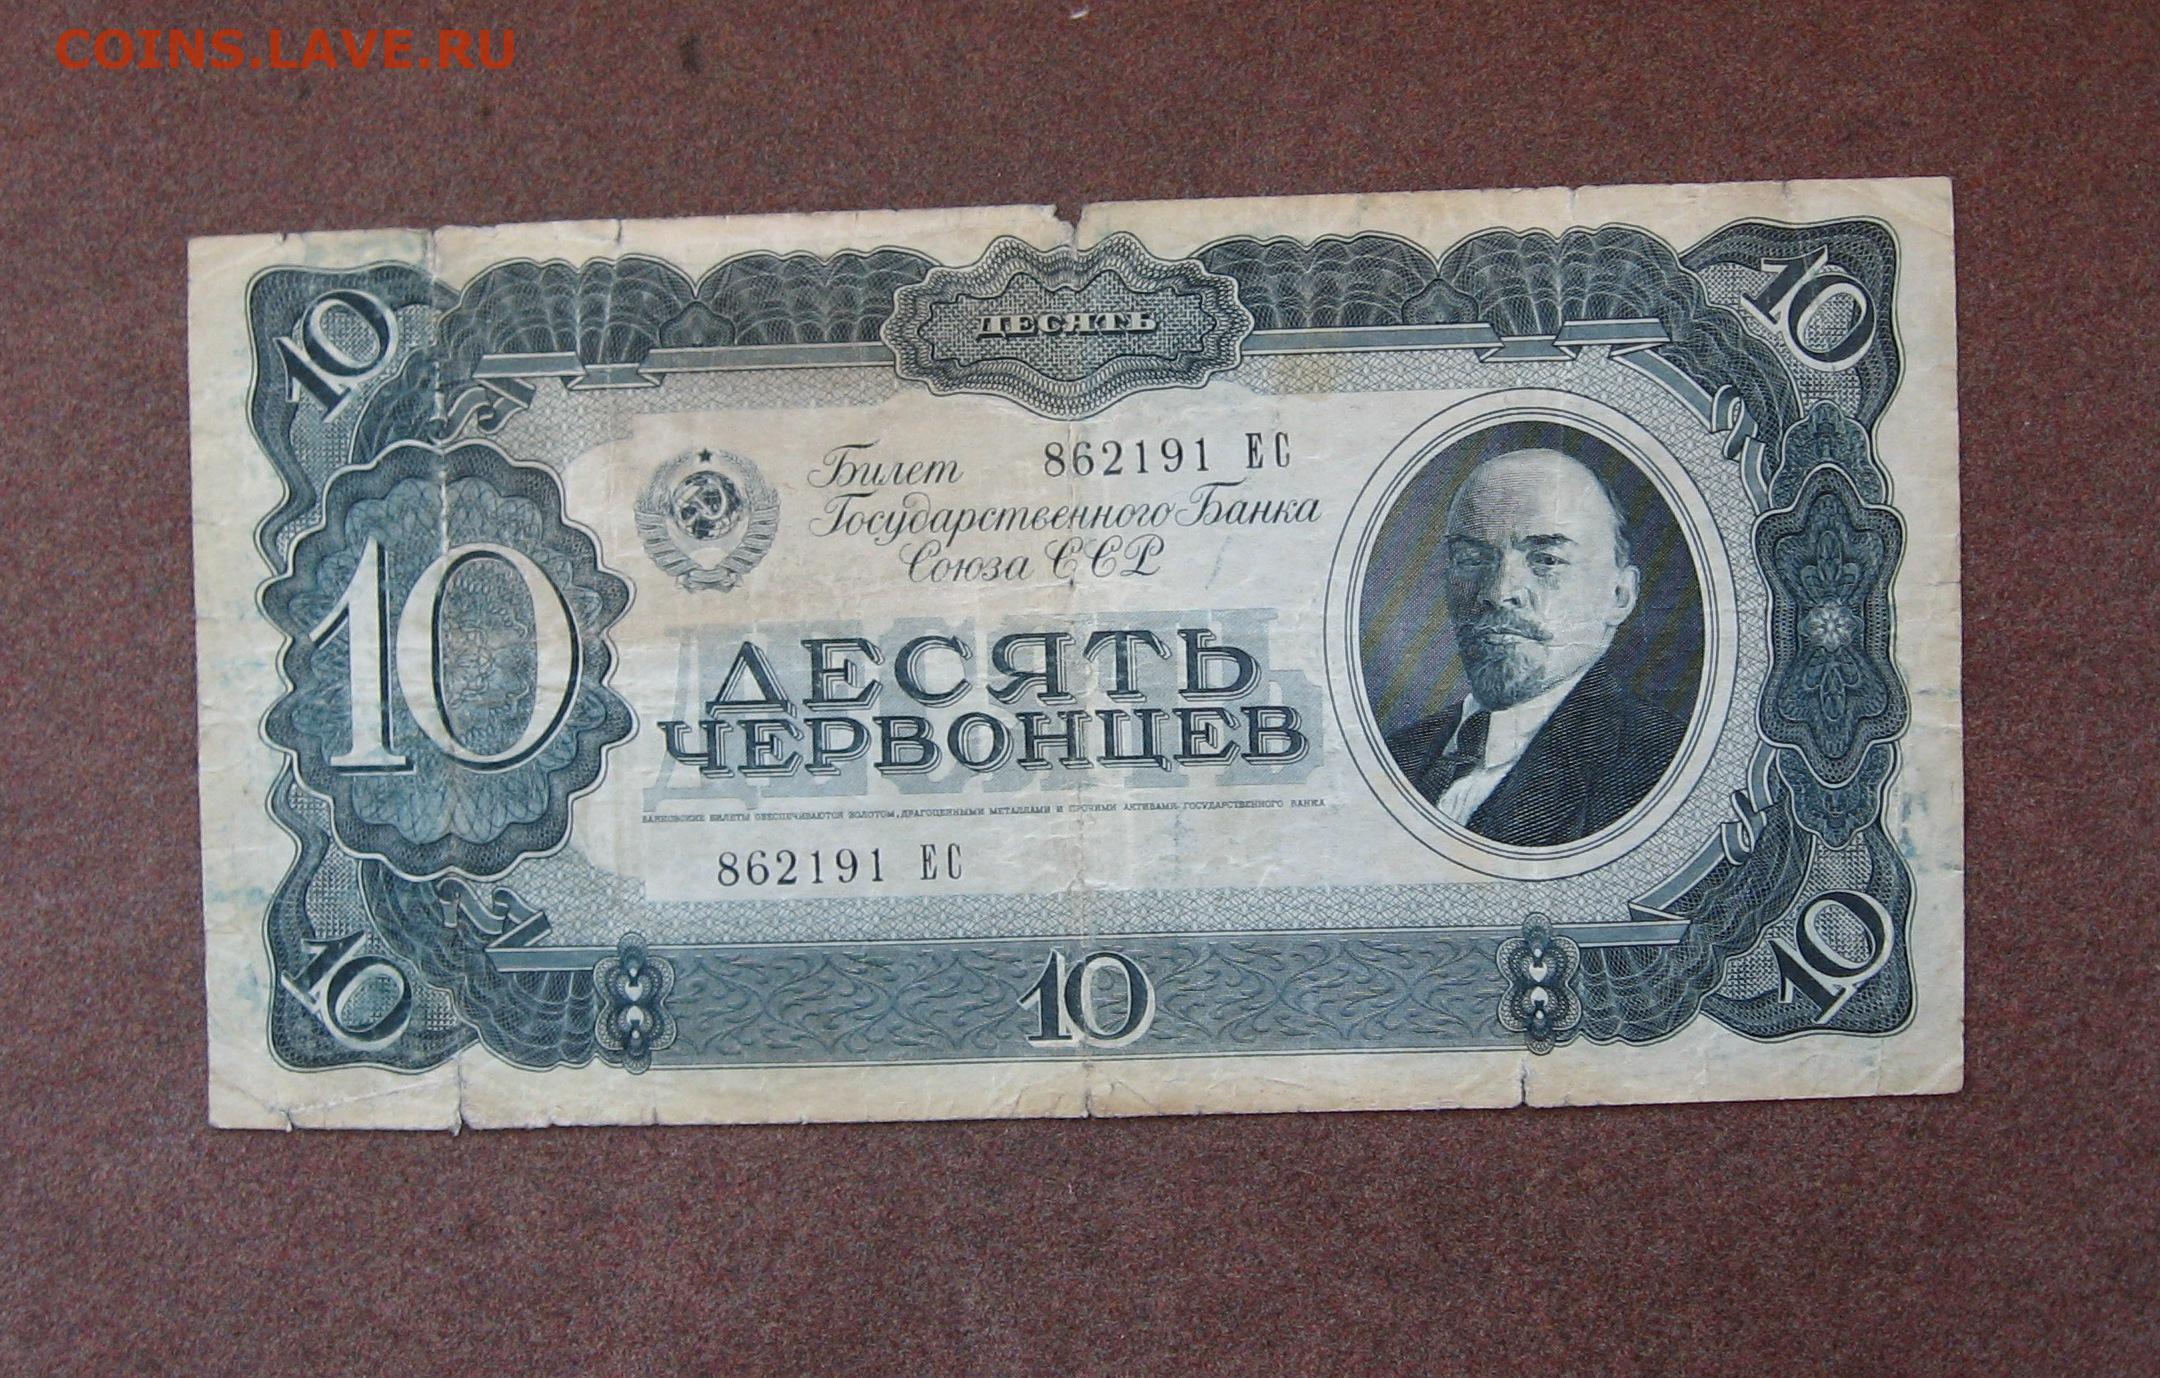 COINS.LAVE.RU
10
ДЕСЯТЬ
10
Билет 862191 ЕС
Государственного Банка
Союза ССР
10
ДЕСЯТЬ
ДЕСЯТЬ
ЧЕРВОНЦЕВ
БАНКОВСКИЕ БИЛЕТЫ ОБЕСПЕЧИВАЮТСЯ ЗОЛОТОМ, ДРАГОЦЕННЫМИ МЕТАЛЛАМИ И ПРОЧИМИ АКТИВАМИ ГОСУДАРСТВЕННОГО БАНКА
862191 ЕС
10
10
10